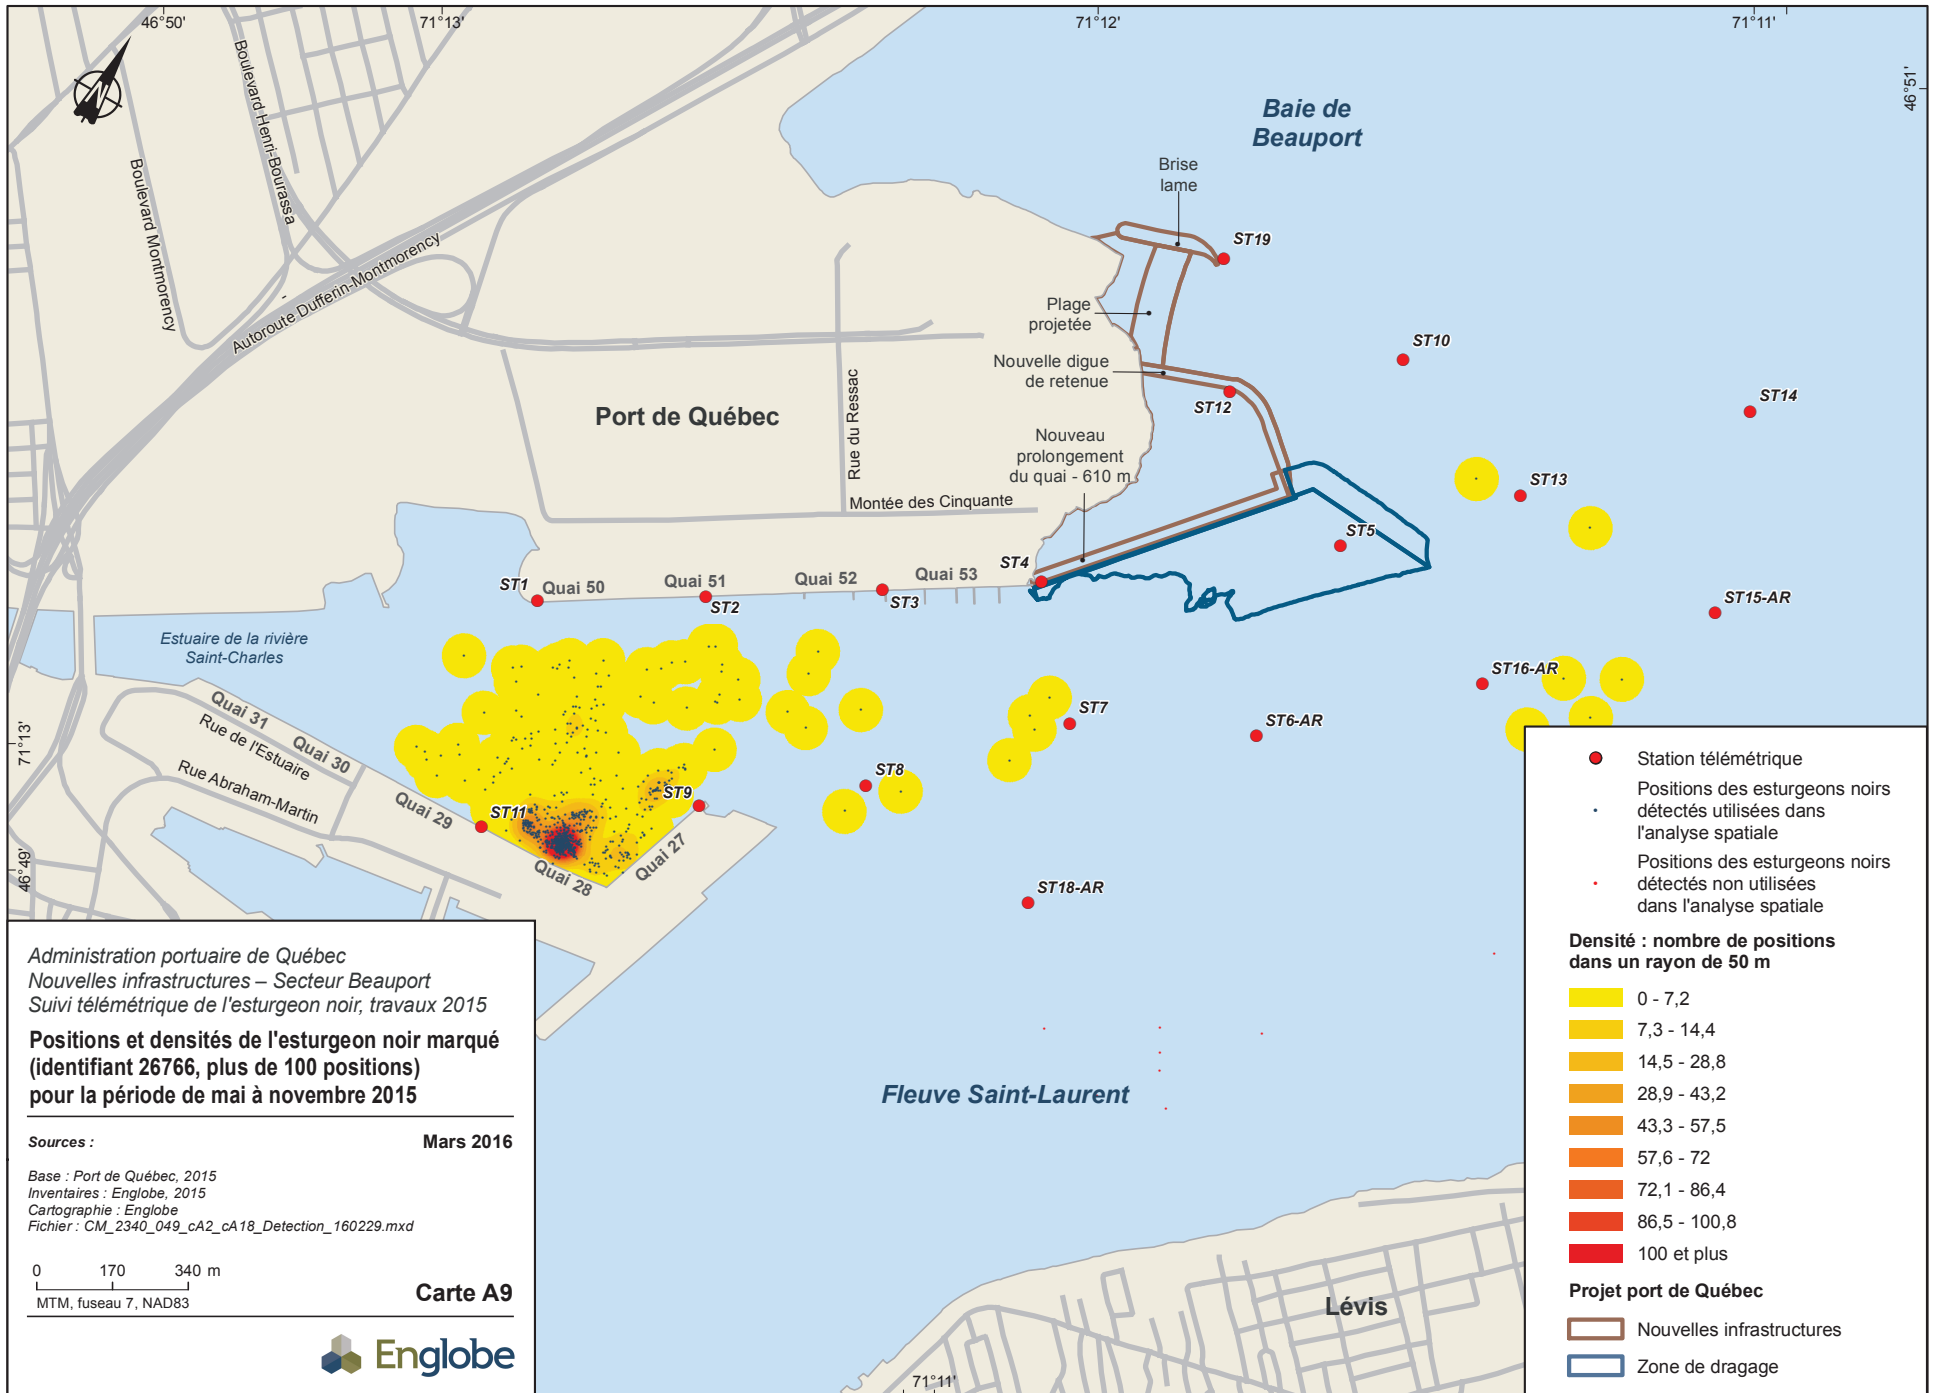 46°50'
71°13'
71°12'
71°11'
46°51'
Boulevard Henri-Bourassa
Boulevard Montmorency
Autoroute Dufferin-Montmorency
Baie de
Beauport
Brise
lame
ST19
Plage
projetée
ST10
Nouvelle digue
de retenue
ST12
ST14
Port de Québec
Rue du Ressac
Nouveau
prolongement
du quai - 610 m
ST13
Montée des Cinquante
ST5
ST4
ST1
Quai 50
Quai 51
ST2
Quai 52
ST3
Quai 53
ST15-AR
Estuaire de la rivière
Saint-Charles
ST16-AR
Quai 31
Rue de l'Estuaire
Quai 30
Rue Abraham-Martin
71°13'
ST7
ST6-AR
Quai 29
ST11
ST9
ST8
Quai 27
Quai 28
46°49'
ST18-AR
Fleuve Saint-Laurent
Lévis
71°11'
Administration portuaire de Québec
Nouvelles infrastructures – Secteur Beauport
Suivi télémétrique de l'esturgeon noir, travaux 2015
Positions et densités de l'esturgeon noir marqué
(identifiant 26766, plus de 100 positions)
pour la période de mai à novembre 2015
Sources :
Mars 2016
Base : Port de Québec, 2015
Inventaires : Englobe, 2015
Cartographie : Englobe
Fichier : CM_2340_049_cA2_cA18_Detection_160229.mxd
0 170 340 m
MTM, fuseau 7, NAD83
Carte A9
Englobe
Station télémétrique
Positions des esturgeons noirs
détectés utilisées dans
l'analyse spatiale
Positions des esturgeons noirs
détectés non utilisées
dans l'analyse spatiale
Densité : nombre de positions
dans un rayon de 50 m
0 - 7,2
7,3 - 14,4
14,5 - 28,8
28,9 - 43,2
43,3 - 57,5
57,6 - 72
72,1 - 86,4
86,5 - 100,8
100 et plus
Projet port de Québec
Nouvelles infrastructures
Zone de dragage